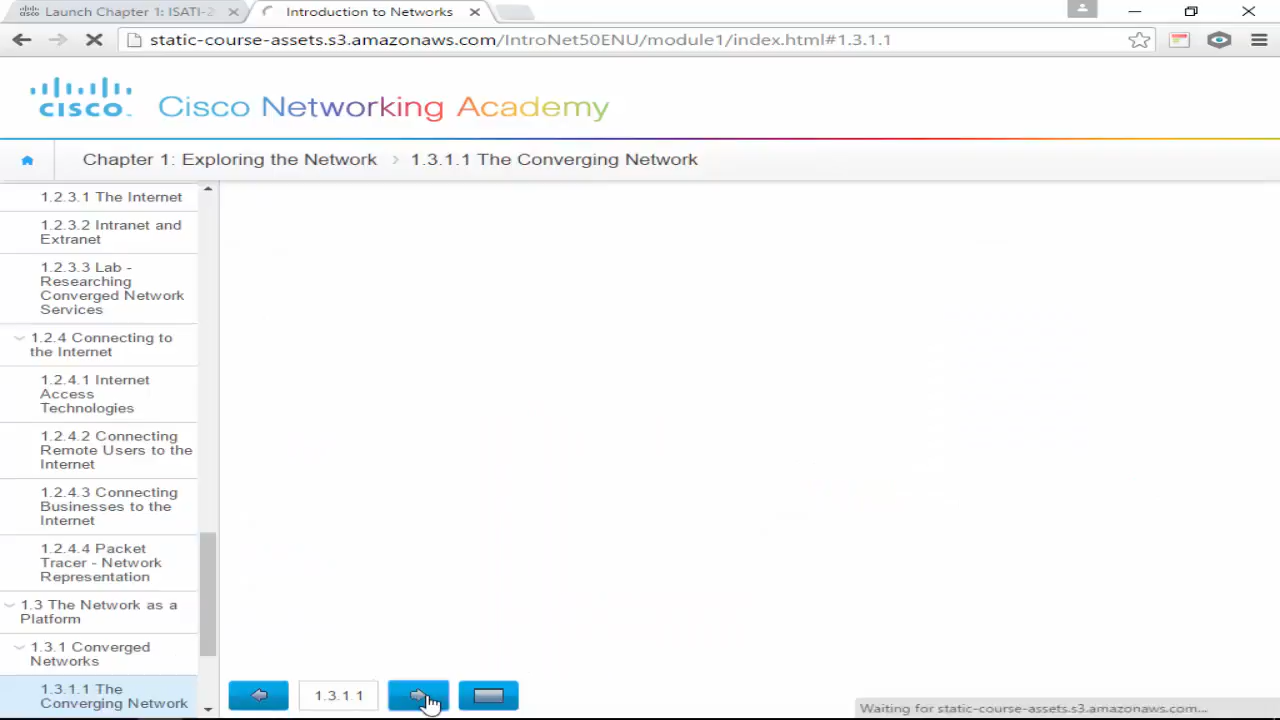 Launch Chapter 1: ISATI-2
Introduction to Networks
static-course-assets.s3.amazonaws.com/IntroNet50ENU/module1/index.html#1.3.1.1
CISCO
Cisco Networking Academy
Chapter 1: Exploring the Network
1.3.1.1 The Converging Network
1.2.3.1 The Internet
1.2.3.2 Intranet and
Extranet
1.2.3.3 Lab -
Researching
Converged Network
Services
1.2.4 Connecting to
the Internet
1.2.4.1 Internet
Access
Technologies
1.2.4.2 Connecting
Remote Users to the
Internet
1.2.4.3 Connecting
Businesses to the
Internet
1.2.4.4 Packet
Tracer - Network
Representation
1.3 The Network as a
Platform
1.3.1 Converged
Networks
1.3.1.1 The
Converging Network
1.3.1.1
Waiting for static-course-assets.s3.amazonaws.com...